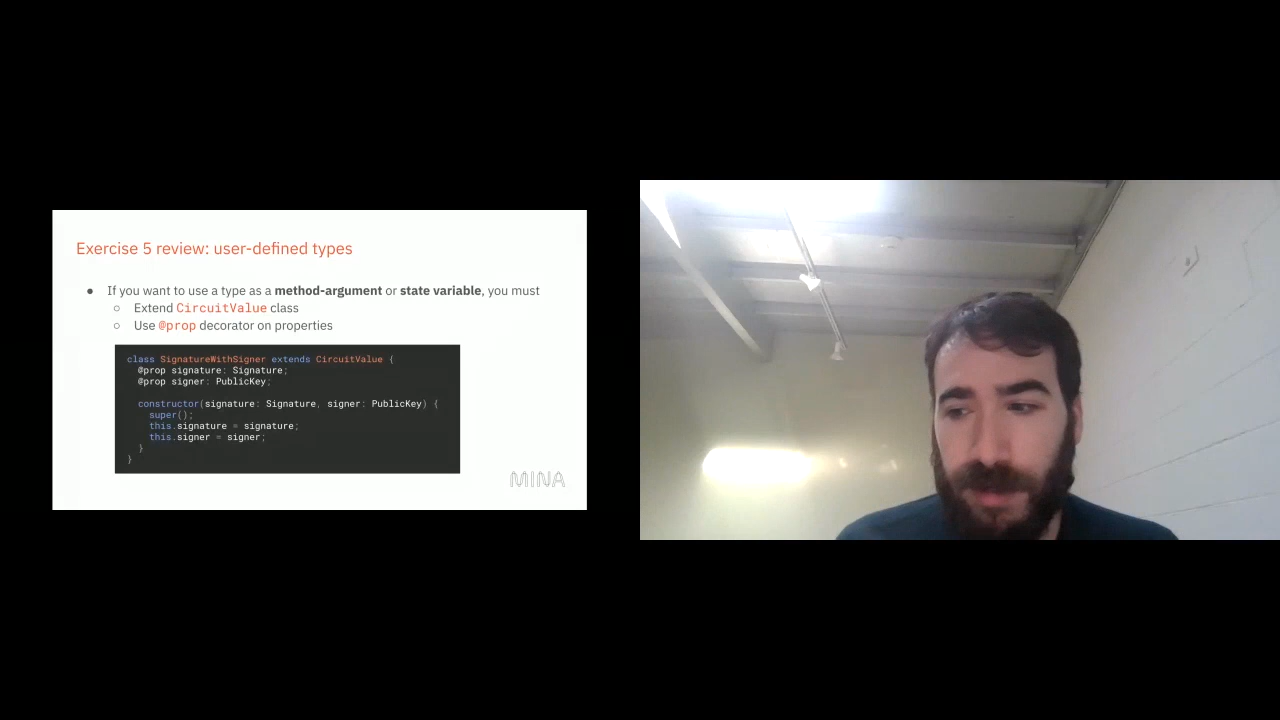 Exercise 5 review: user-defined types
● If you want to use a type as a method-argument or state variable, you must
○ Extend CircuitValue class
○ Use @prop decorator on properties
class SignatureWithSigner extends CircuitValue {
@prop signature: Signature;
@prop signer: PublicKey;
constructor(signature: Signature, signer: PublicKey) {
super();
this.signature = signature;
this.signer = signer;
}
}
MINA